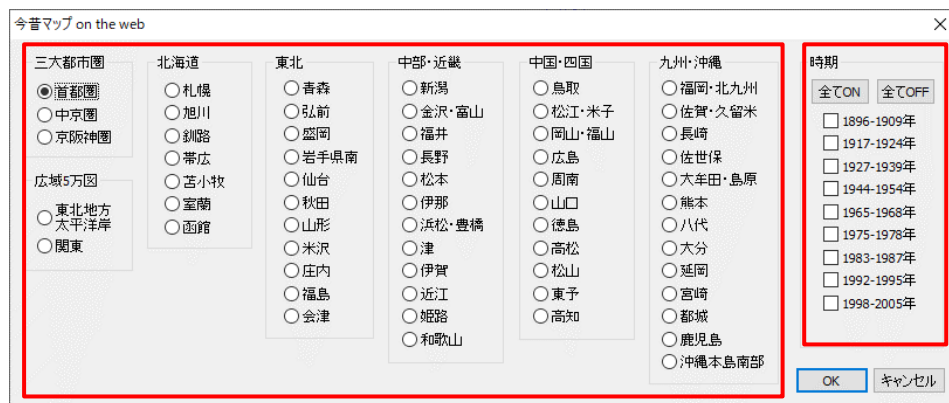 今昔マップ on the web
三大都市圏
首都圏
中京圏
京阪神圏
広域5万図
東北地方
太平洋岸
関東
北海道
札幌
旭川
釧路
帯広
苫小牧
室蘭
函館
東北
青森
弘前
盛岡
岩手県南
仙台
秋田
山形
米沢
庄内
福島
会津
中部・近畿
新潟
金沢・富山
福井
長野
松本
伊那
浜松・豊橋
津
伊賀
近江
姫路
和歌山
中国・四国
鳥取
松江・米子
岡山・福山
広島
周南
山口
徳島
高松
松山
東予
高知
九州・沖縄
福岡・北九州
佐賀・久留米
長崎
佐世保
大牟田・島原
熊本
八代
大分
延岡
宮崎
都城
鹿児島
沖縄本島南部
時期
全てON 全てOFF
1896-1909年
1917-1924年
1927-1939年
1944-1954年
1965-1968年
1975-1978年
1983-1987年
1992-1995年
1998-2005年
OK キャンセル